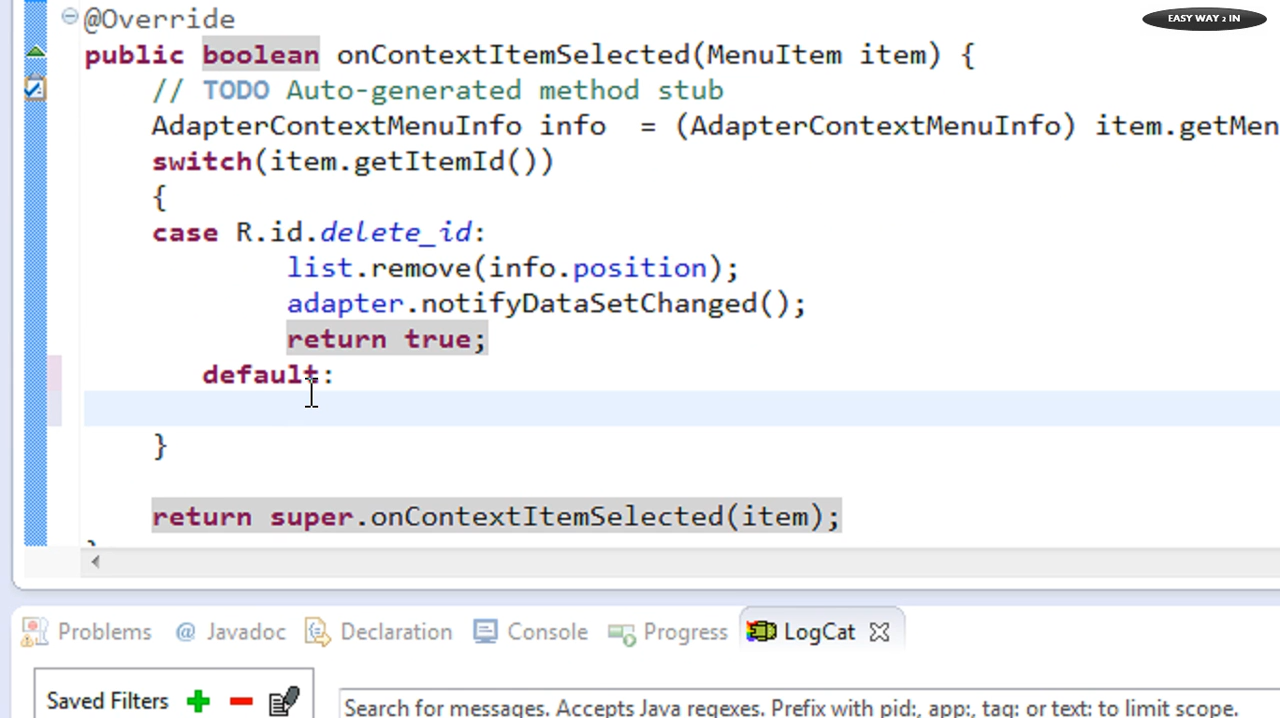 EASY WAY 2 IN
@Override
public boolean onContextItemSelected(MenuItem item) {
// TODO Auto-generated method stub
AdapterContextMenuInfo info = (AdapterContextMenuInfo) item.getMen
switch(item.getItemId())
{
case R.id.delete_id:
list.remove(info.position);
adapter.notifyDataSetChanged();
return true;
default:
}
return super.onContextItemSelected(item);
Problems @ Javadoc Declaration Console Progress LogCat
Saved Filters
Search for messages. Accepts Java regexes. Prefix with pid:, app:, tag: or text: to limit scope.